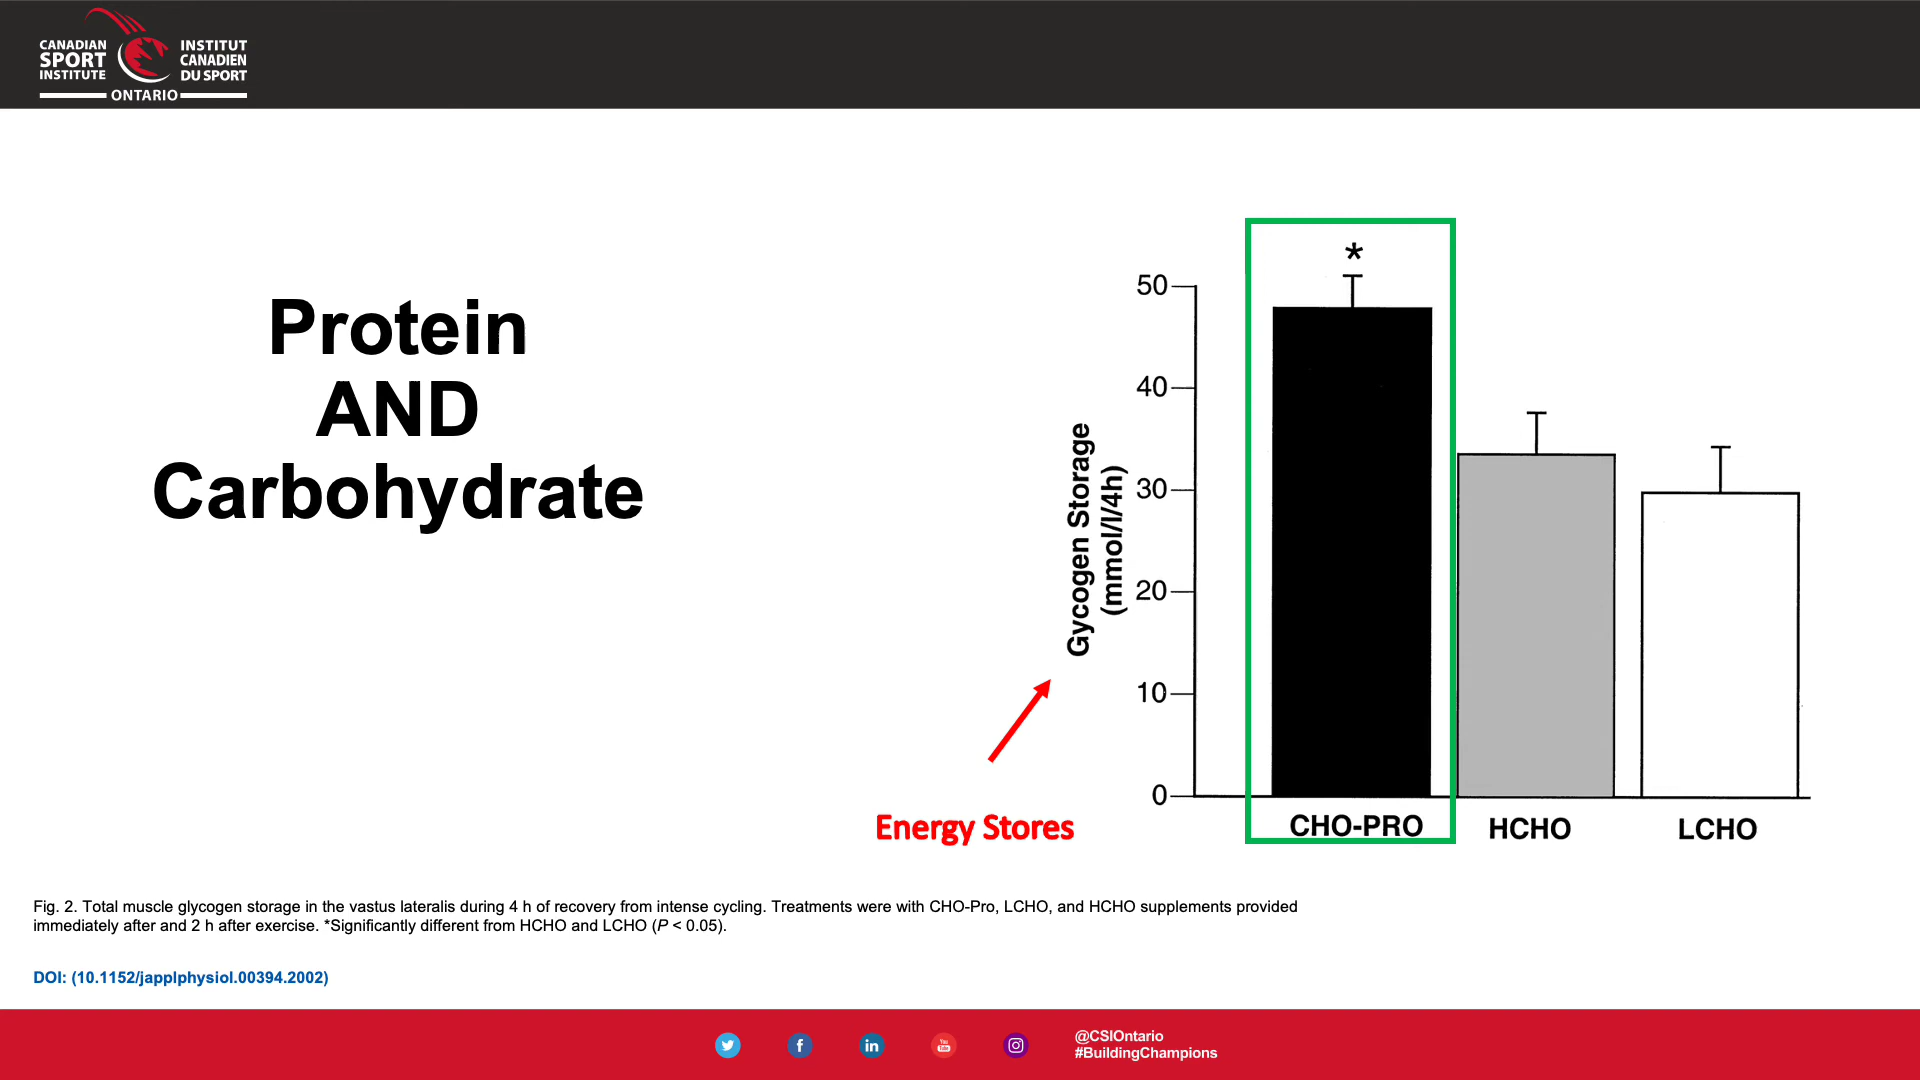 CANADIAN
SPORT
INSTITUTE
INSTITUT
CANADIEN
DU SPORT
ONTARIO
Protein
AND
Carbohydrate
*
50
40
30
20
10
0
Gycogen Storage
(mmol/l/4h)
CHO-PRO
HCHO
LCHO
Energy Stores
Fig. 2. Total muscle glycogen storage in the vastus lateralis during 4 h of recovery from intense cycling. Treatments were with CHO-Pro, LCHO, and HCHO supplements provided
immediately after and 2 h after exercise. *Significantly different from HCHO and LCHO (P < 0.05).
DOI: (10.1152/japplphysiol.00394.2002)
f
in
You
Tube
@CSIOntario
#BuildingChampions